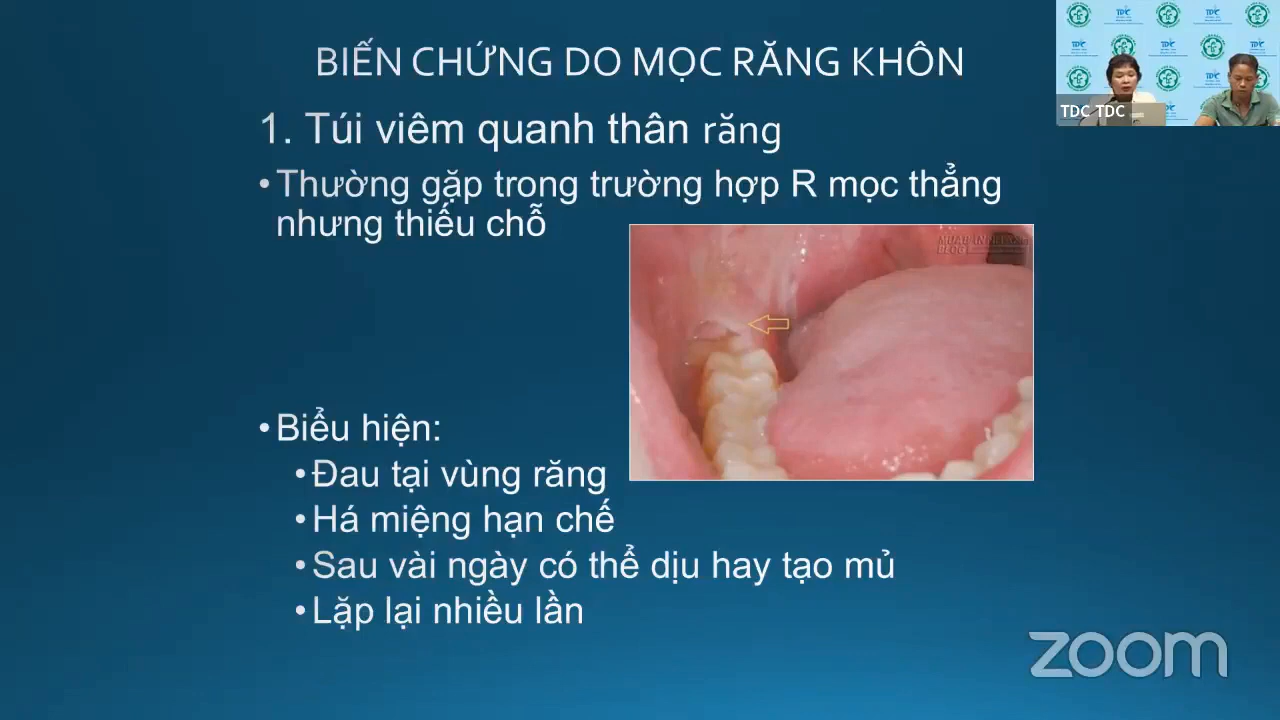 BIẾN CHỨNG DO MỌC RĂNG KHÔN
1. Túi viêm quanh thân răng
•Thường gặp trong trường hợp R mọc thẳng
nhưng thiếu chỗ
•Biểu hiện:
•Đau tại vùng răng
•Há miệng hạn chế
•Sau vài ngày có thể dịu hay tạo mủ
•Lặp lại nhiều lần
TDC TDC
zoom